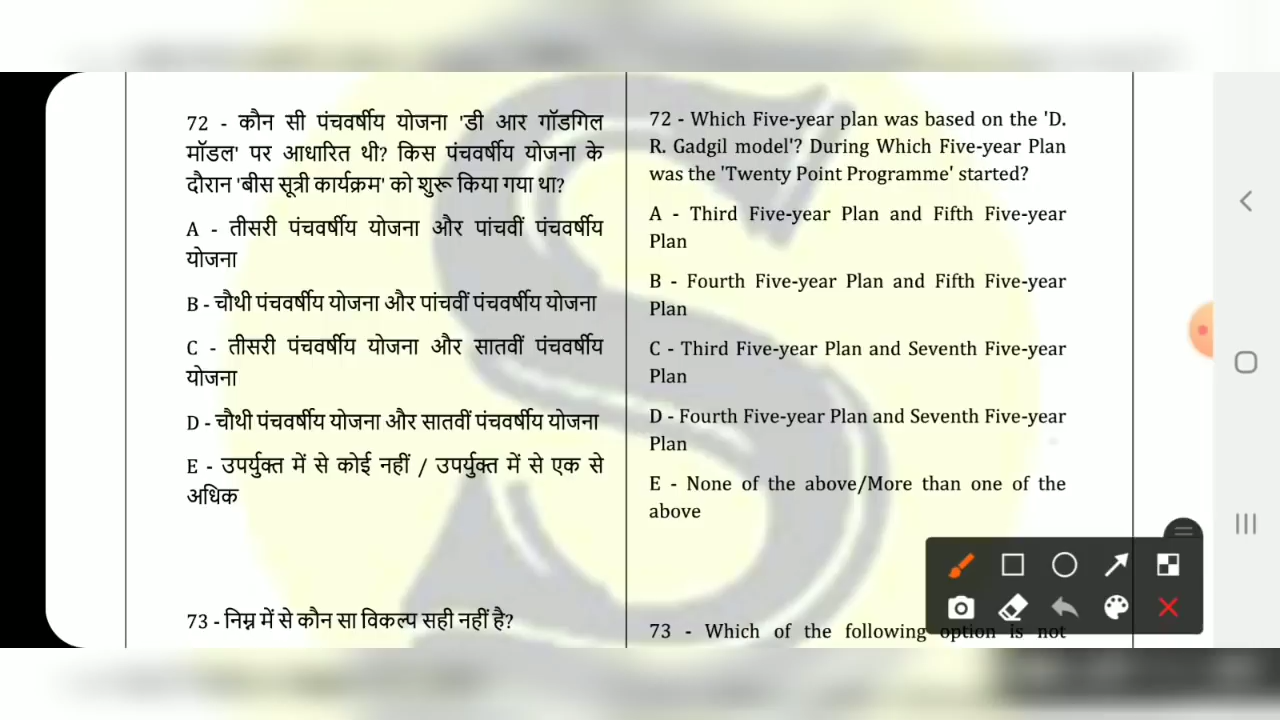 72 - कौन सी पंचवर्षीय योजना 'डी आर गॉडगिल
मॉडल' पर आधारित थी? किस पंचवर्षीय योजना के
दौरान 'बीस सूत्री कार्यक्रम' को शुरू किया गया था?
A - तीसरी पंचवर्षीय योजना और पांचवीं पंचवर्षीय
योजना
B - चौथी पंचवर्षीय योजना और पांचवीं पंचवर्षीय योजना
C - तीसरी पंचवर्षीय योजना और सातवीं पंचवर्षीय
योजना
D - चौथी पंचवर्षीय योजना और सातवीं पंचवर्षीय योजना
E - उपर्युक्त में से कोई नहीं / उपर्युक्त में से एक से
अधिक
73 - निम्न में से कौन सा विकल्प सही नहीं है?
72 - Which Five-year plan was based on the 'D.
R. Gadgil model'? During Which Five-year Plan
was the 'Twenty Point Programme' started?
A - Third Five-year Plan and Fifth Five-year
Plan
B - Fourth Five-year Plan and Fifth Five-year
Plan
C - Third Five-year Plan and Seventh Five-year
Plan
D - Fourth Five-year Plan and Seventh Five-year
Plan
E - None of the above/More than one of the
above
73 - Which of the following option is not